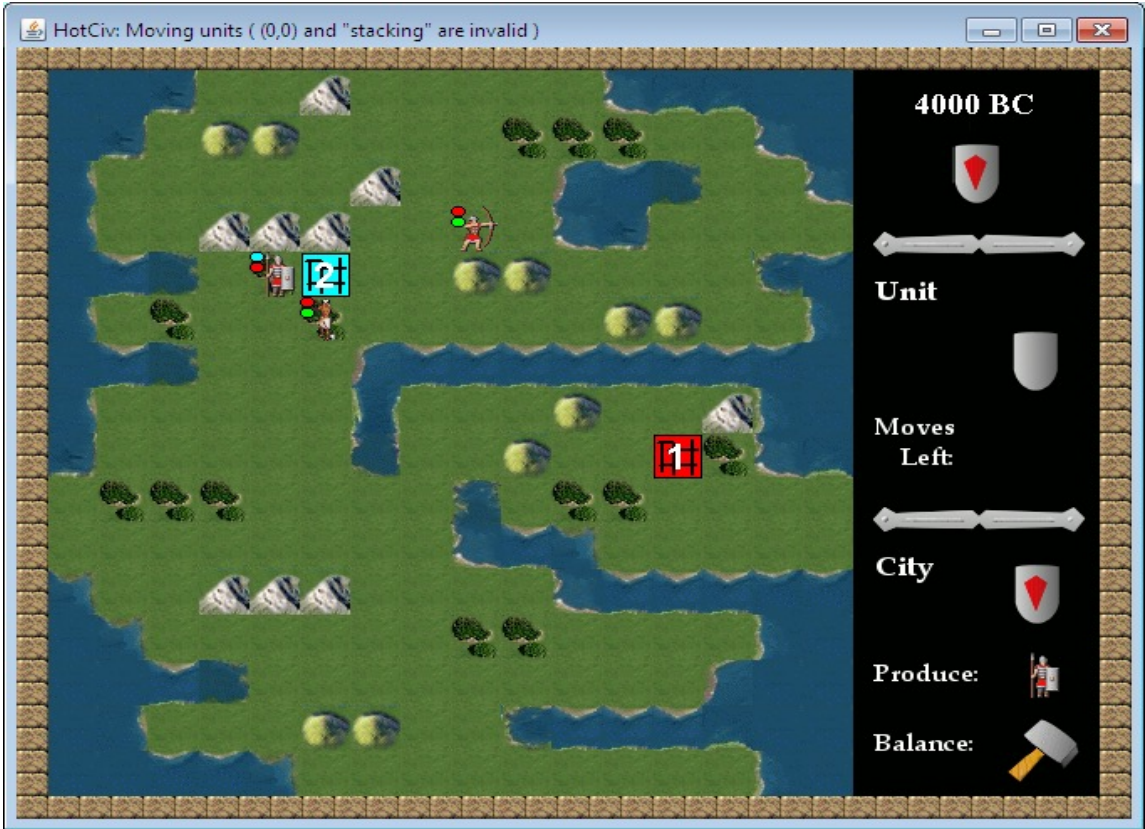 HotCiv: Moving units ( (0,0) and "stacking" are invalid )
4000 BC
Unit
2
Moves
Left:
1
City
Produce:
Balance: